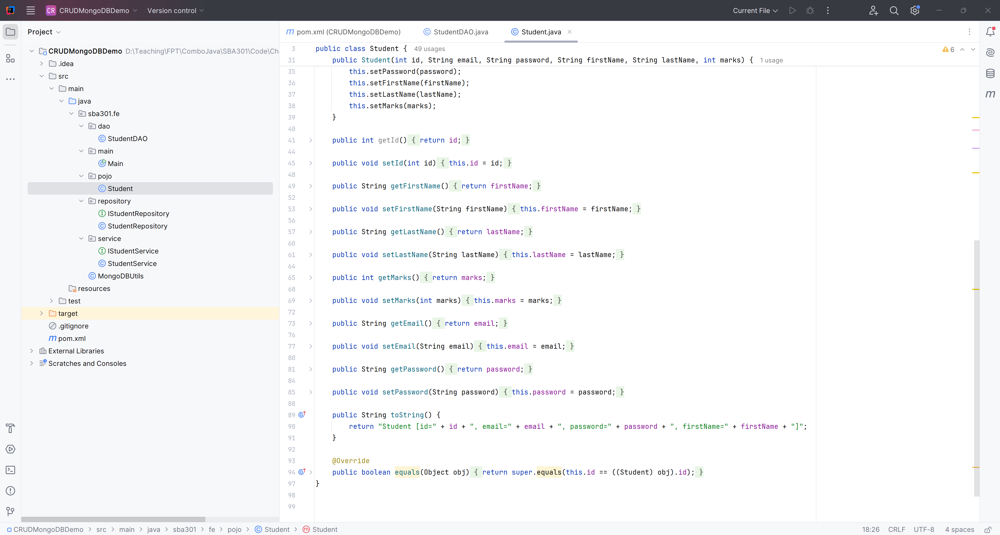 CR CRUDMongoDBDemo Version control Current File
Project
CRUDMongoDBDemo D:\Teaching\FPT\ComboJava\SBA301\Code\Ch
.idea
src
main
java
sba301.fe
dao
StudentDAO
main
Main
pojo
Student
repository
IStudentRepository
StudentRepository
service
IStudentService
StudentService
MongoDBUtils
resources
test
target
.gitignore
pom.xml
External Libraries
Scratches and Consoles
pom.xml (CRUDMongoDBDemo) StudentDAO.java Student.java
3 public class Student { 49 usages 6
31 public Student(int id, String email, String password, String firstName, String lastName, int marks) { 1 usage
35 this.setPassword(password);
36 this.setFirstName(firstName);
37 this.setLastName(lastName);
38 this.setMarks(marks);
39 }
40
41 public int getId() { return id; }
44
45 public void setId(int id) { this.id = id; }
48
49 public String getFirstName() { return firstName; }
52
53 public void setFirstName(String firstName) { this.firstName = firstName; }
56
57 public String getLastName() { return lastName; }
60
61 public void setLastName(String lastName) { this.lastName = lastName; }
64
65 public int getMarks() { return marks; }
68
69 public void setMarks(int marks) { this.marks = marks; }
72
73 public String getEmail() { return email; }
76
77 public void setEmail(String email) { this.email = email; }
80
81 public String getPassword() { return password; }
84
85 public void setPassword(String password) { this.password = password; }
88
89 public String toString() {
90 return "Student [id=" + id + ", email=" + email + ", password=" + password + ", firstName=" + firstName + "]";
91 }
92
93 @Override
94 public boolean equals(Object obj) { return super.equals(this.id == ((Student) obj).id); }
97 }
98
99
CRUDMongoDBDemo > src > main > java > sba301 > fe > pojo > Student > Student 18:26 CRLF UTF-8 4 spaces